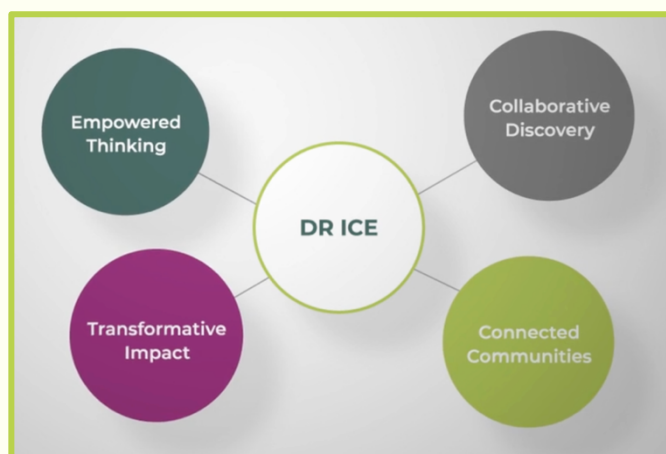 Empowered
Thinking
Collaborative
Discovery
DR ICE
Transformative
Impact
Connected
Communities